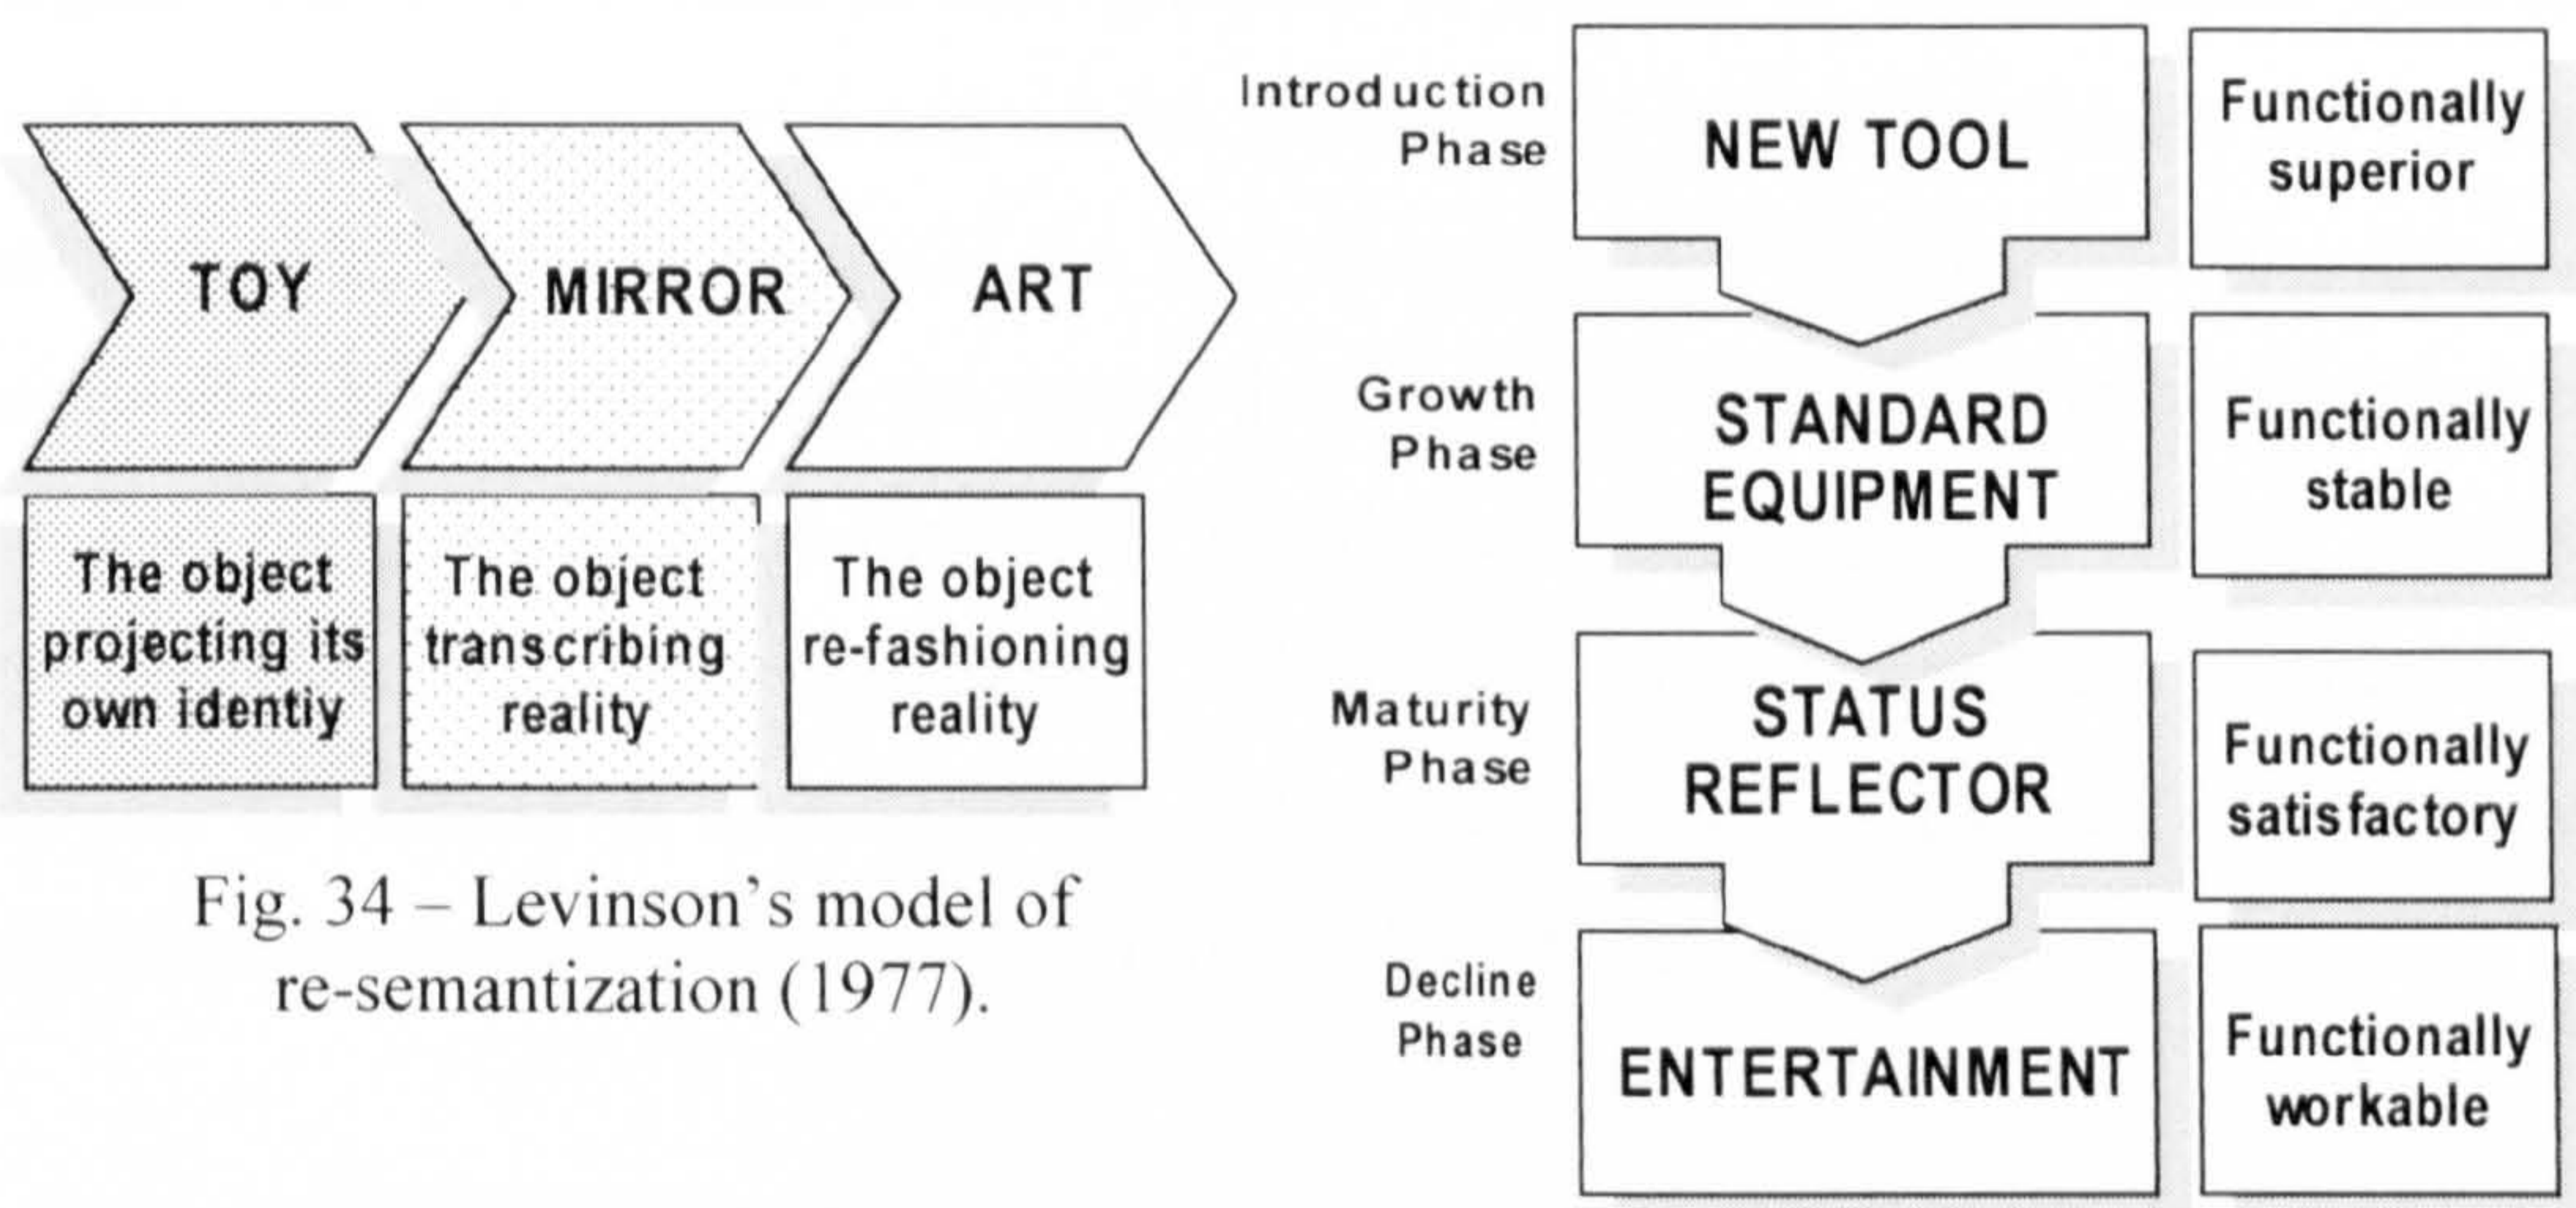 TOY
MIRROR
ART
The object
projecting its
own identiy
The object
transcribing
reality
The object
re-fashioning
reality
Fig. 34 – Levinson's model of
re-semantization (1977).
Introduction
Phase
NEW TOOL
Functionally
superior
Growth
Phase
STANDARD
EQUIPMENT
Functionally
stable
Maturity
Phase
STATUS
REFLECTOR
Functionally
satisfactory
Decline
Phase
ENTERTAINMENT
Functionally
workable